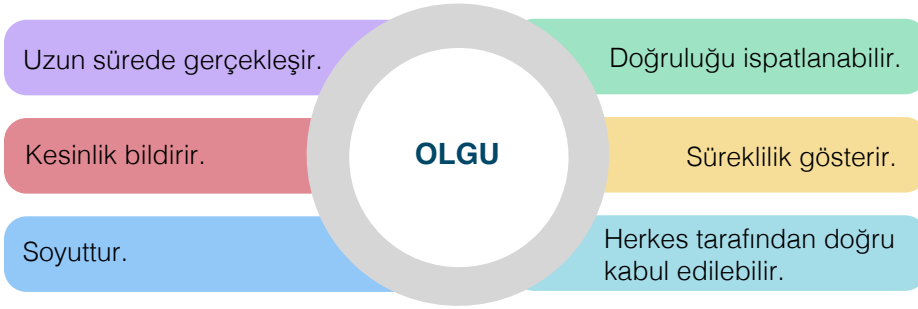 Uzun sürede gerçekleşir.
Kesinlik bildirir.
Soyuttur.
OLGU
Doğruluğu ispatlanabilir.
Süreklilik gösterir.
Herkes tarafından doğru
kabul edilebilir.